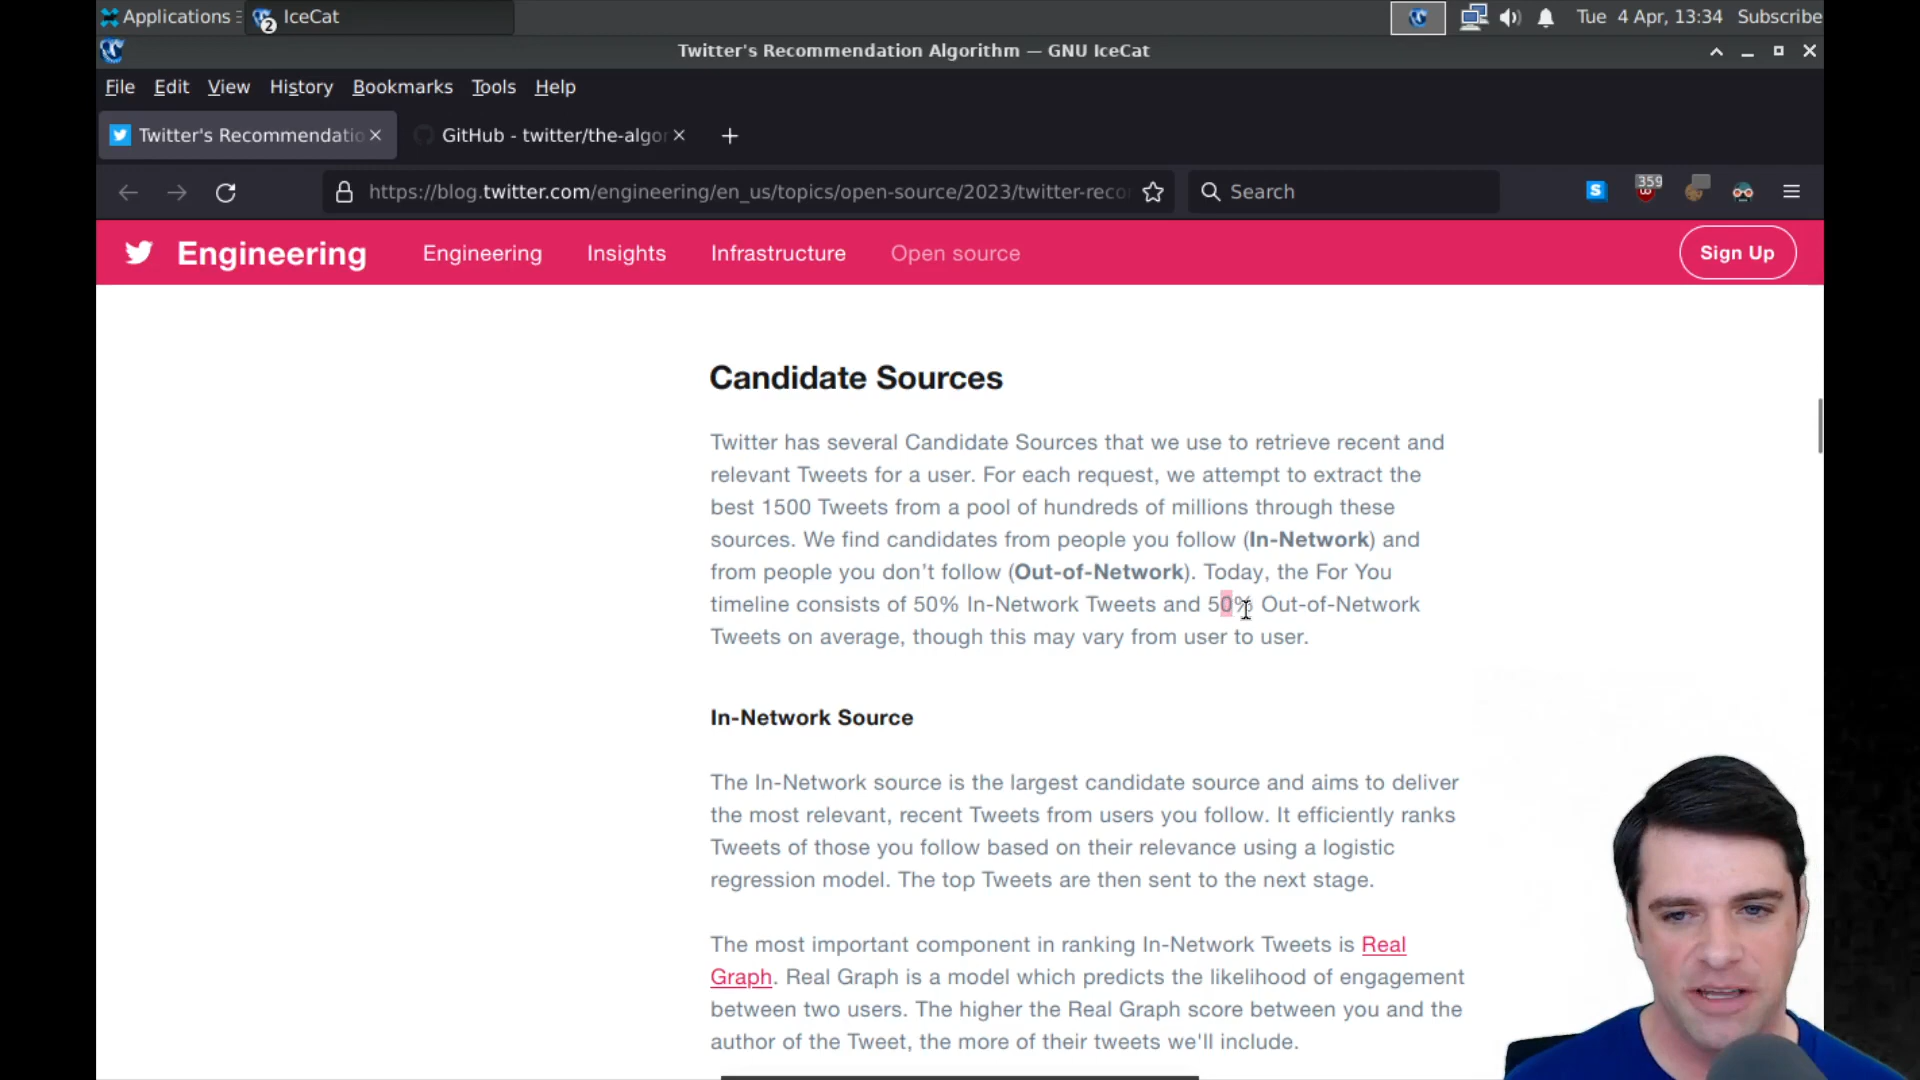 Applications
2
IceCat
Tue 4 Apr, 13:34
Subscribe
Twitter's Recommendation Algorithm — GNU IceCat
File Edit View History Bookmarks Tools Help
Twitter's Recommendatio
GitHub - twitter/the-algor
https://blog.twitter.com/engineering/en_us/topics/open-source/2023/twitter-reco
Search
S
359
Engineering
Engineering
Insights
Infrastructure
Open source
Sign Up
Candidate Sources
Twitter has several Candidate Sources that we use to retrieve recent and
relevant Tweets for a user. For each request, we attempt to extract the
best 1500 Tweets from a pool of hundreds of millions through these
sources. We find candidates from people you follow (In-Network) and
from people you don’t follow (Out-of-Network). Today, the For You
timeline consists of 50% In-Network Tweets and 50% Out-of-Network
Tweets on average, though this may vary from user to user.
In-Network Source
The In-Network source is the largest candidate source and aims to deliver
the most relevant, recent Tweets from users you follow. It efficiently ranks
Tweets of those you follow based on their relevance using a logistic
regression model. The top Tweets are then sent to the next stage.
The most important component in ranking In-Network Tweets is Real
Graph. Real Graph is a model which predicts the likelihood of engagement
between two users. The higher the Real Graph score between you and the
author of the Tweet, the more of their tweets we'll include.